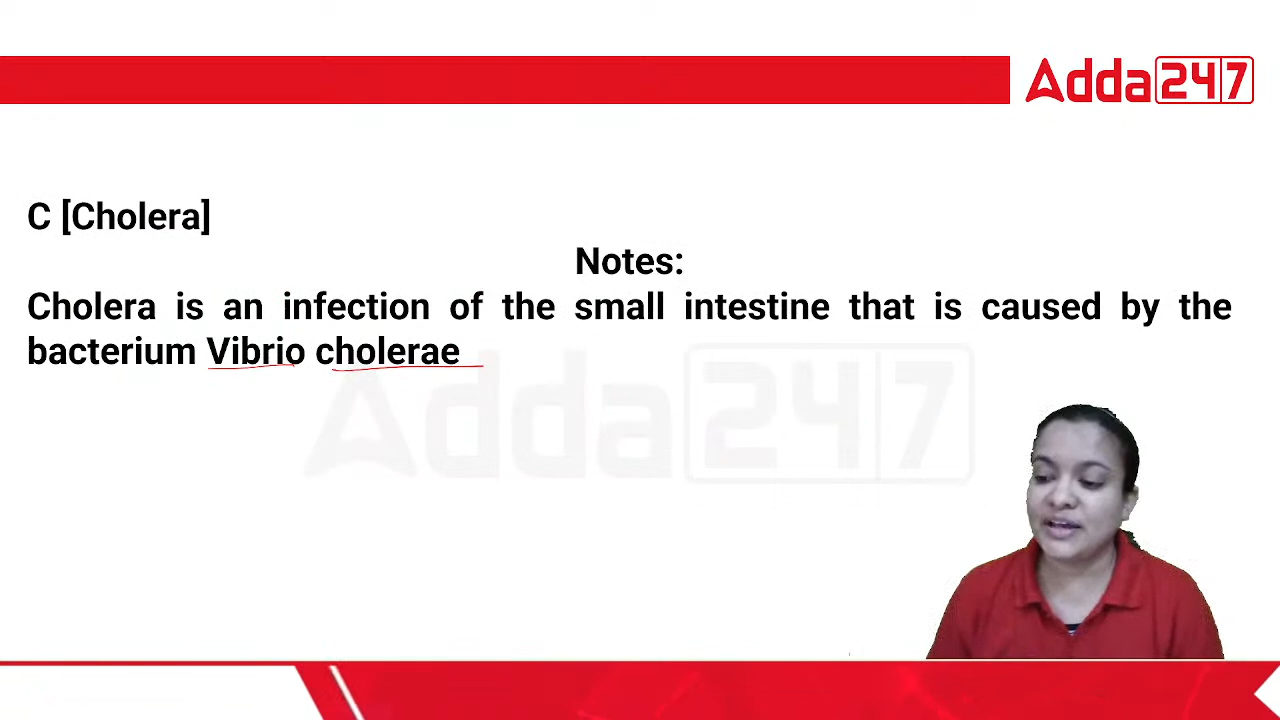 Adda247
C [Cholera]
Notes:
Cholera is an infection of the small intestine that is caused by the
bacterium Vibrio cholerae
Adda247